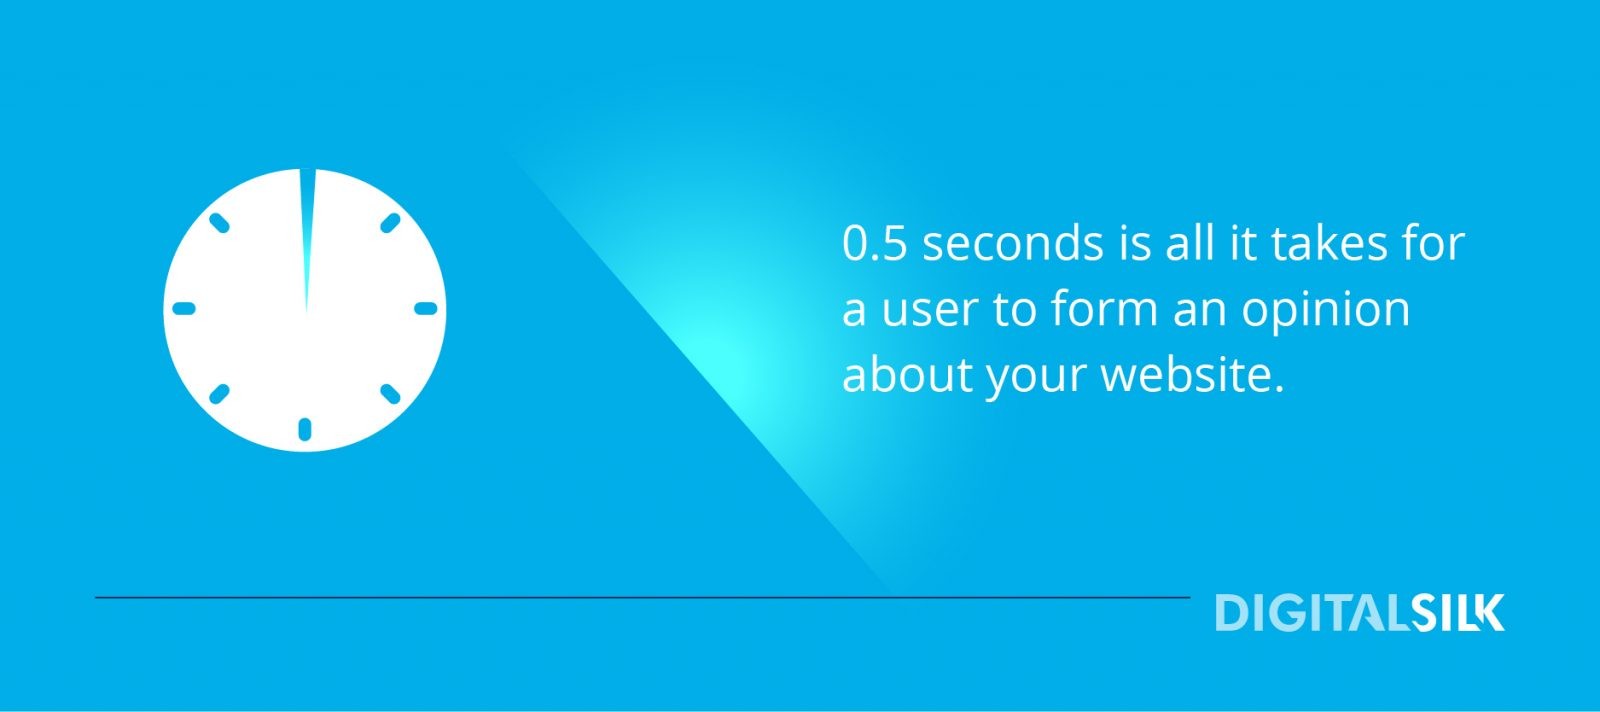 0.5 seconds is all it takes for
a user to form an opinion
about your website.
DIGITALSILK